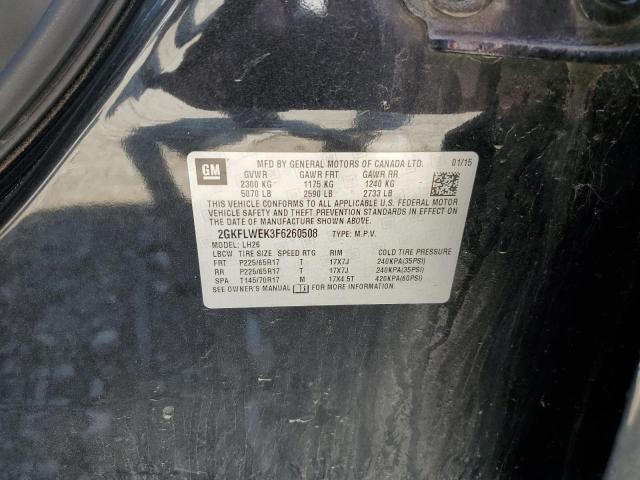 GM
MFD BY GENERAL MOTORS OF CANADA LTD. 01/15
GVWR GAWR FRT GAWR RR
2300 KG 1175 KG 1240 KG
5070 LB 2590 LB 2733 LB
THIS VEHICLE CONFORMS TO ALL APPLICABLE U.S. FEDERAL MOTOR
VEHICLE SAFETY AND THEFT PREVENTION STANDARDS IN EFFECT ON
THE DATE OF MANUFACTURE SHOWN ABOVE.
2GKFLWEK3F6260508 TYPE: M.P.V.
MODEL: LH26
LBCW TIRE SIZE SPEED RTG RIM COLD TIRE PRESSURE
FRT P225/65R17 T 17X7J 240KPA(35PSI)
RR P225/65R17 T 17X7J 240KPA(35PSI)
SPA T145/70R17 M 17X4.5T 420KPA(60PSI)
SEE OWNER'S MANUAL FOR MORE INFORMATION.